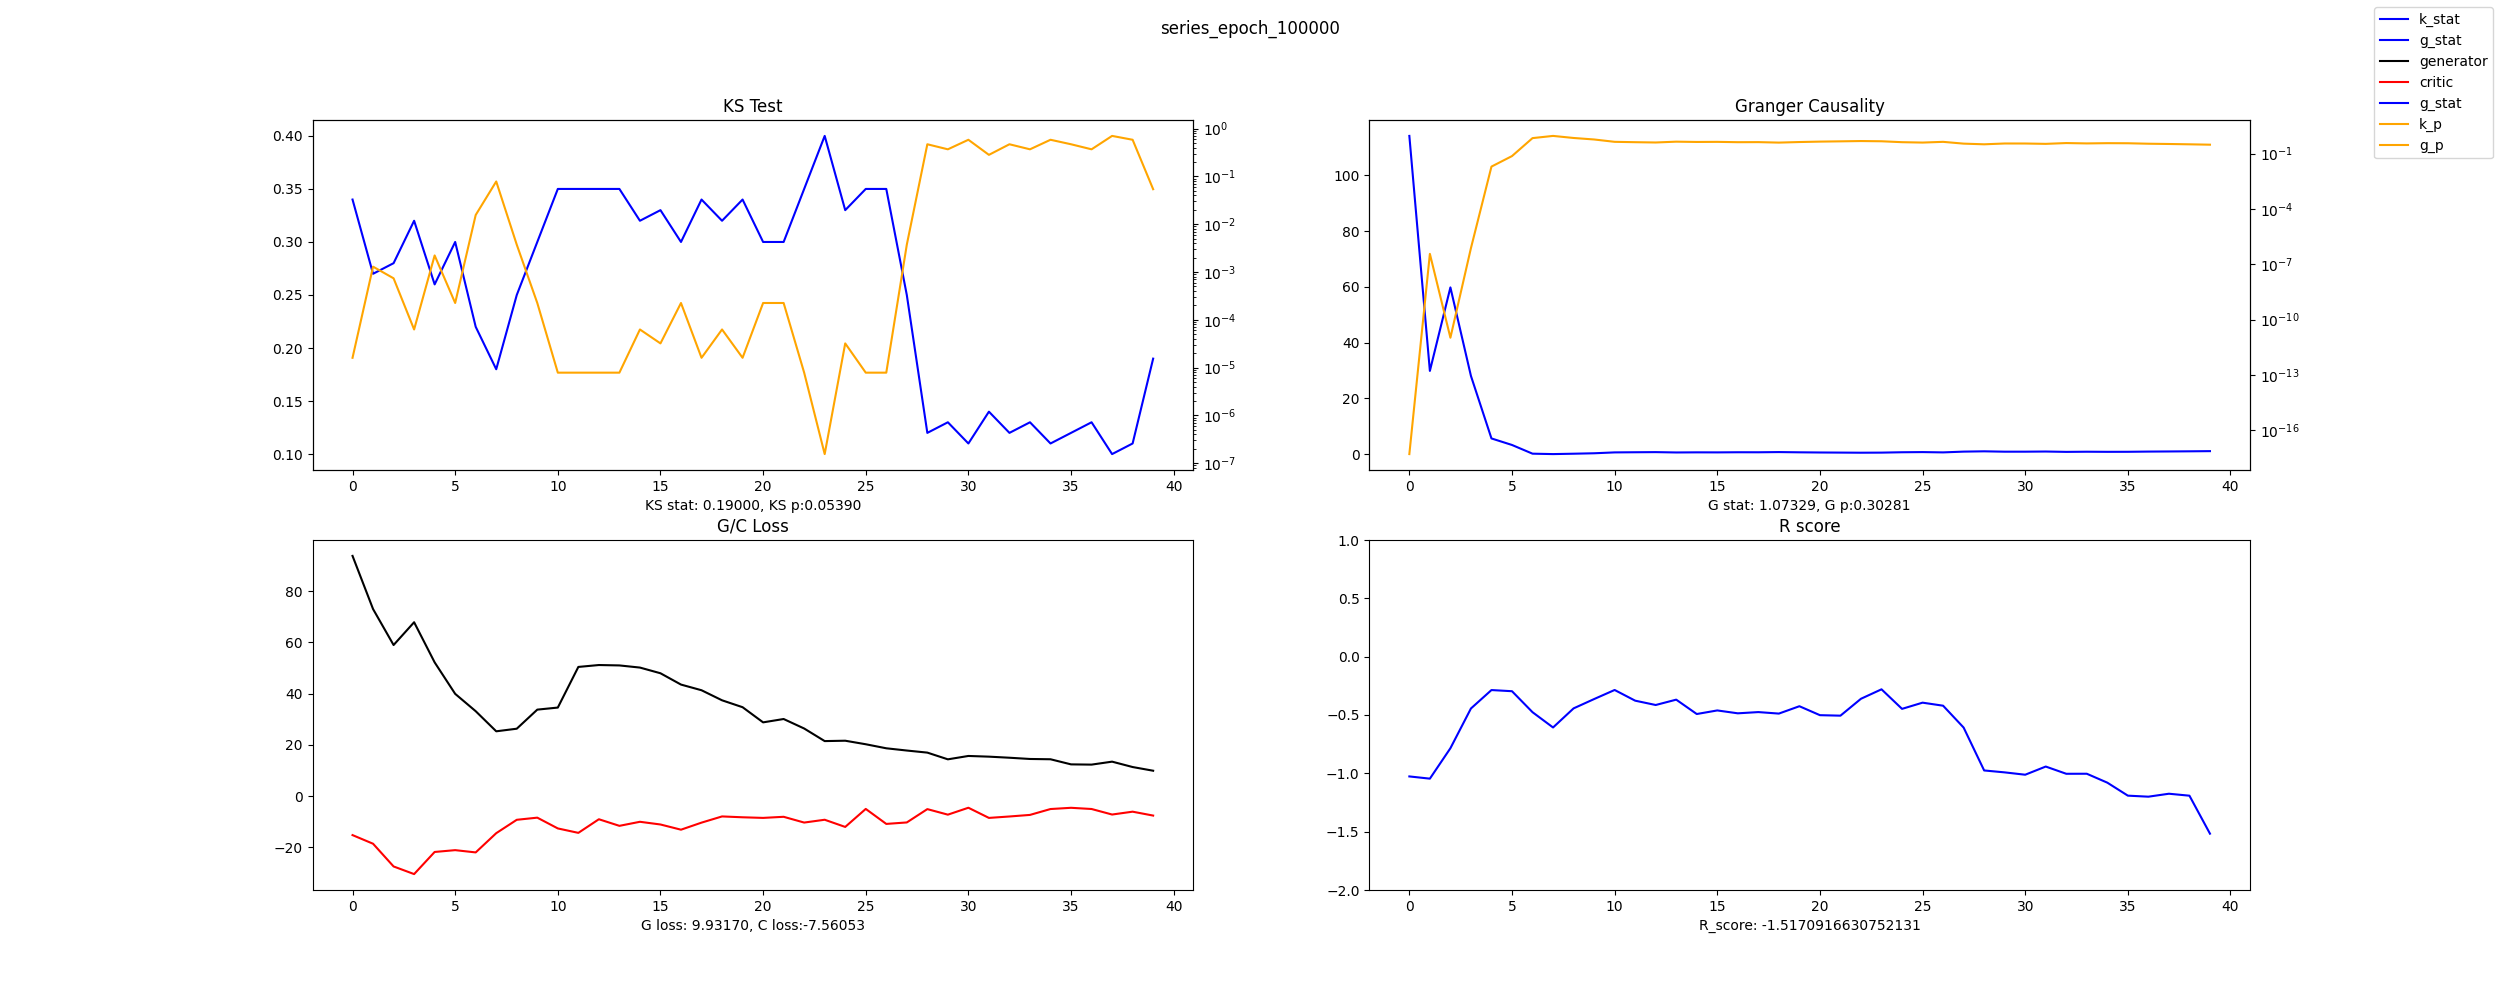 series_epoch_100000
k_stat
g_stat
generator
critic
g_stat
k_p
g_p
KS Test
0.40
0.35
0.30
0.25
0.20
0.15
0.10
10^0
10^-1
10^-2
10^-3
10^-4
10^-5
10^-6
10^-7
0 5 10 15 20 25 30 35 40
KS stat: 0.19000, KS p:0.05390
Granger Causality
100
80
60
40
20
0
10^-1
10^-4
10^-7
10^-10
10^-13
10^-16
0 5 10 15 20 25 30 35 40
G stat: 1.07329, G p:0.30281
G/C Loss
80
60
40
20
0
−20
0 5 10 15 20 25 30 35 40
G loss: 9.93170, C loss:-7.56053
R score
1.0
0.5
0.0
−0.5
−1.0
−1.5
−2.0
0 5 10 15 20 25 30 35 40
R_score: -1.5170916630752131